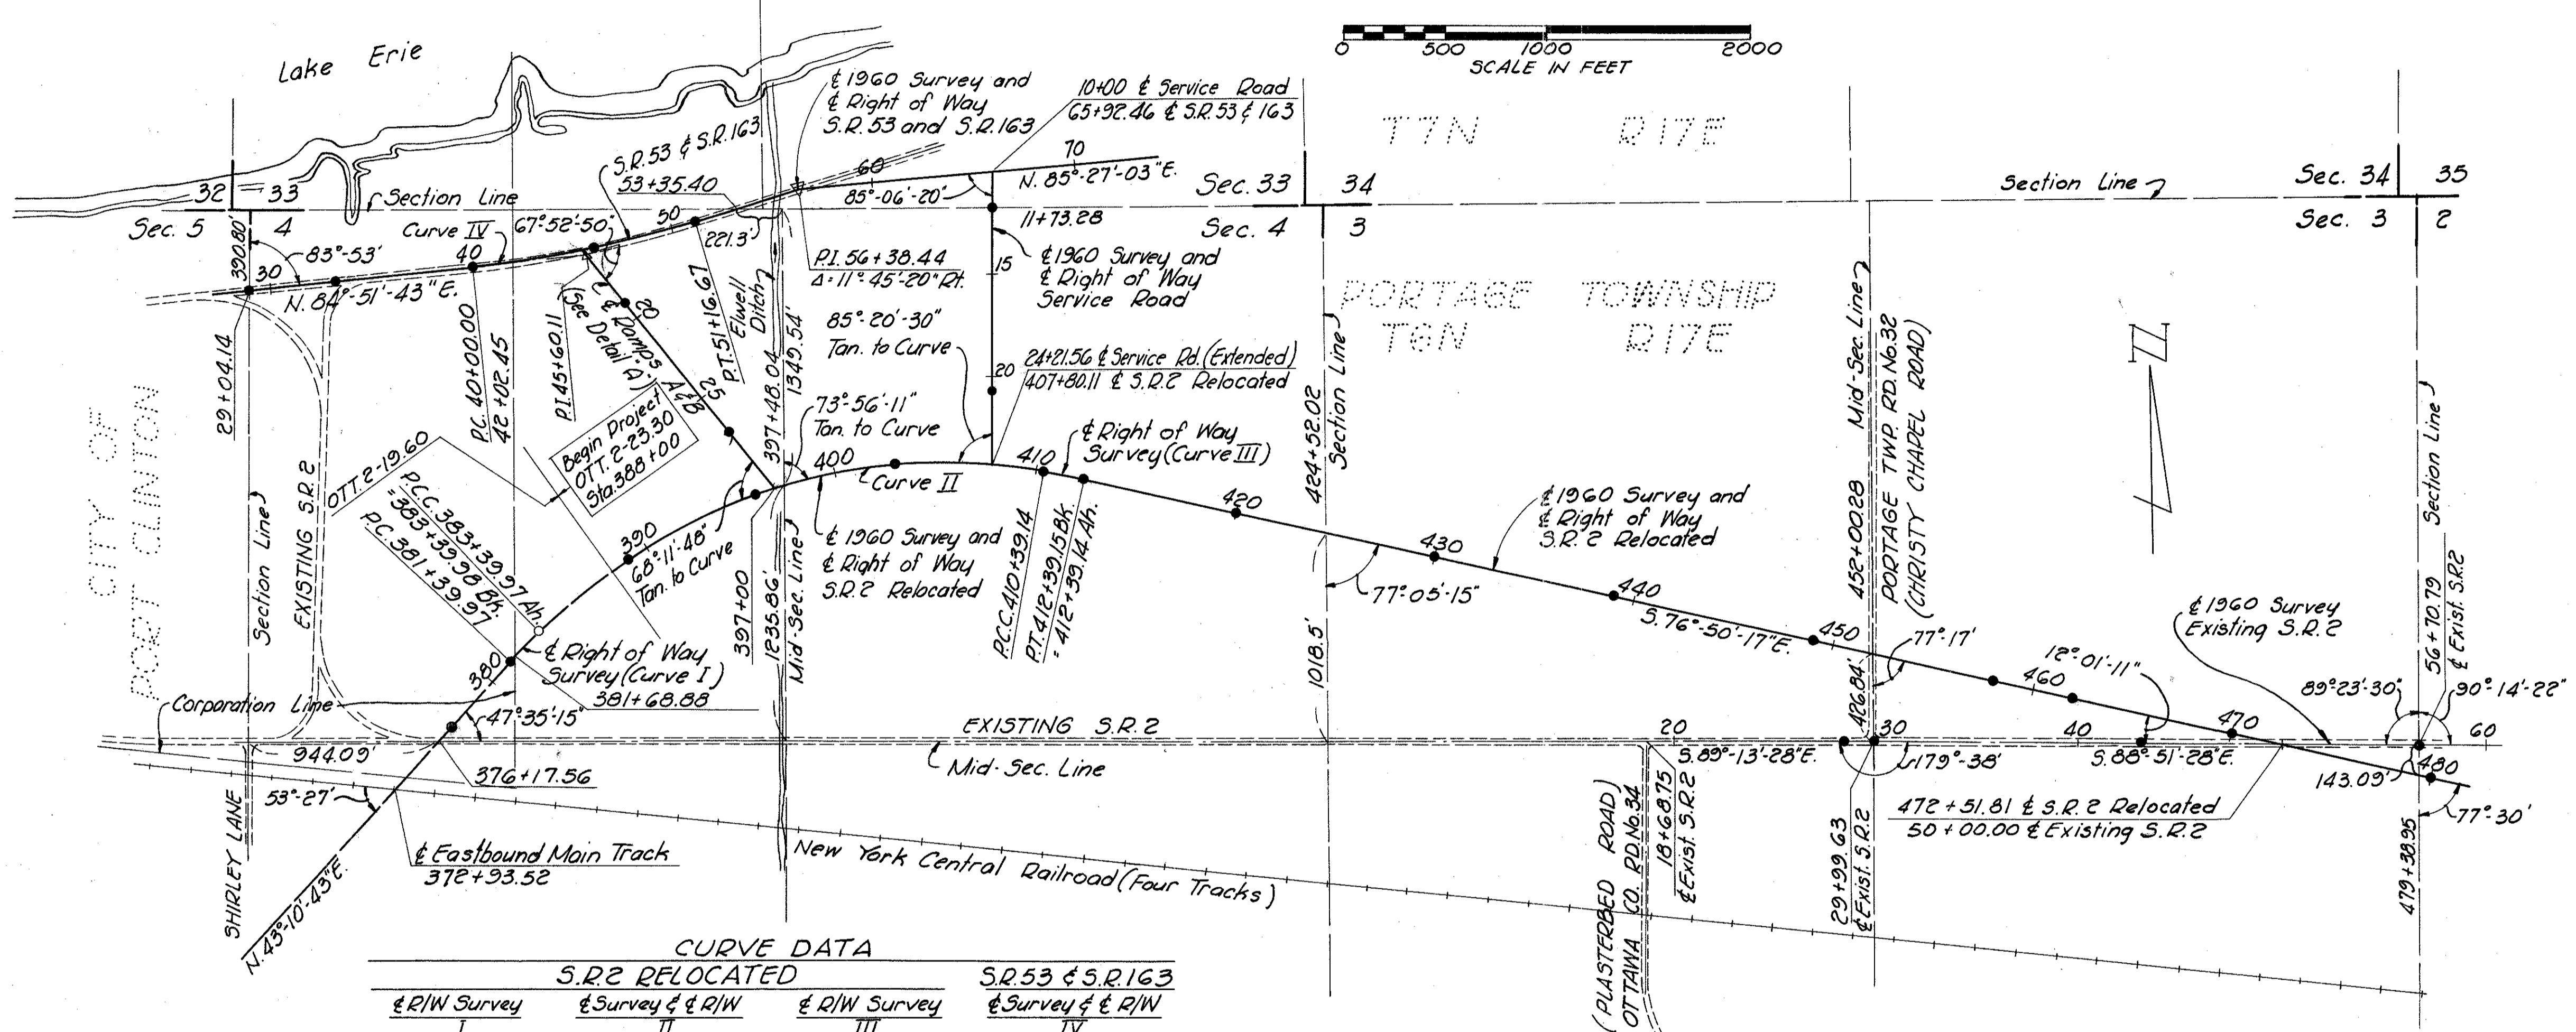 0 500 1000 2000
SCALE IN FEET
Lake Erie
℄ 1960 Survey and
℄ Right of Way
S.R. 53 and S.R. 163
10+00 ℄ Service Road
65+92.46 ℄ S.R. 53 & 163
T7N R17E
S.R. 53 & S.R. 163
53+35.40
60
70
N. 85°-27'-03" E.
85°-06'-20"
32 33
Sec. 5 4
Section Line
Sec. 33 34
Sec. 4 3
Section Line
Sec. 34 35
Sec. 3 2
390.80'
83°-53'
30
N. 84°-51'-43" E.
Curve IV
40
67°-52'-50"
50
221.3'
11+73.28
P.I. 56+38.44
Δ = 11°-45'-20" Rt.
℄ 1960 Survey and
℄ Right of Way
Service Road
15
20
PORTAGE TOWNSHIP
T6N R17E
29+04.14
P.C. 40+00.00
42+02.45
P.I. 45+60.11
℄ Ramps A&B
(See Detail "A")
20
25
P.T. 51+16.67
Elwell
Ditch
1349.54'
397+48.04
85°-20'-30"
Tan. to Curve
24+21.56 ℄ Service Rd. (Extended)
407+80.11 ℄ S.R. 2 Relocated
73°-56'-11"
Tan. to Curve
Begin Project
OTT. 2-23.30
Sta. 388+00
OTT. 2-19.60
CITY OF
PORT CLINTON
EXISTING S.R. 2
Section Line
P.C.C. 383+39.97 Ah.
= 383+39.98 Bk.
P.C. 381+39.97
390
68°-11'-48"
Tan. to Curve
400
Curve II
410
℄ Right of Way
Survey (Curve III)
℄ 1960 Survey and
℄ Right of Way
S.R. 2 Relocated
397+00
1235.86'
Mid-Sec. Line
P.C.C. 410+39.14
P.T. 412+39.15 Bk.
= 412+39.14 Ah.
420
424+52.02
Section Line
430
℄ 1960 Survey and
℄ Right of Way
S.R. 2 Relocated
77°-05'-15"
1018.5'
440
S. 76°-50'-17" E.
450
452+00.28 Mid-Sec. Line
PORTAGE TWP. RD. No. 32
(CHRISTY CHAPEL ROAD)
77°-17'
426.84'
460
12°-01'-11"
470
℄ 1960 Survey
Existing S.R. 2
Section Line
56+70.79
℄ Exist. S.R. 2
89°-23'-30"
90°-14'-22"
380
℄ Right of Way
Survey (Curve I)
381+68.88
Corporation Line
47°-35'-15"
944.09'
376+17.56
EXISTING S.R. 2
Mid-Sec. Line
20
S. 89°-13'-28" E.
30
179°-38'
40
S. 88°-51'-28" E.
60
480
143.09'
77°-30'
479+38.95
472+51.81 ℄ S.R. 2 Relocated
50+00.00 ℄ Existing S.R. 2
SHIRLEY LANE
53°-27'
N. 43°-10'-43" E.
℄ Eastbound Main Track
372+93.52
New York Central Railroad (Four Tracks)
(PLASTERBED ROAD)
OTTAWA CO. RD. No. 34
18+68.75
℄ Exist. S.R. 2
29+99.63
℄ Exist. S.R. 2
CURVE DATA
S.R. 2 RELOCATED S.R. 53 & S.R. 163
℄ R/W Survey ℄ Survey & ℄ R/W ℄ R/W Survey ℄ Survey & ℄ R/W
I II III IV